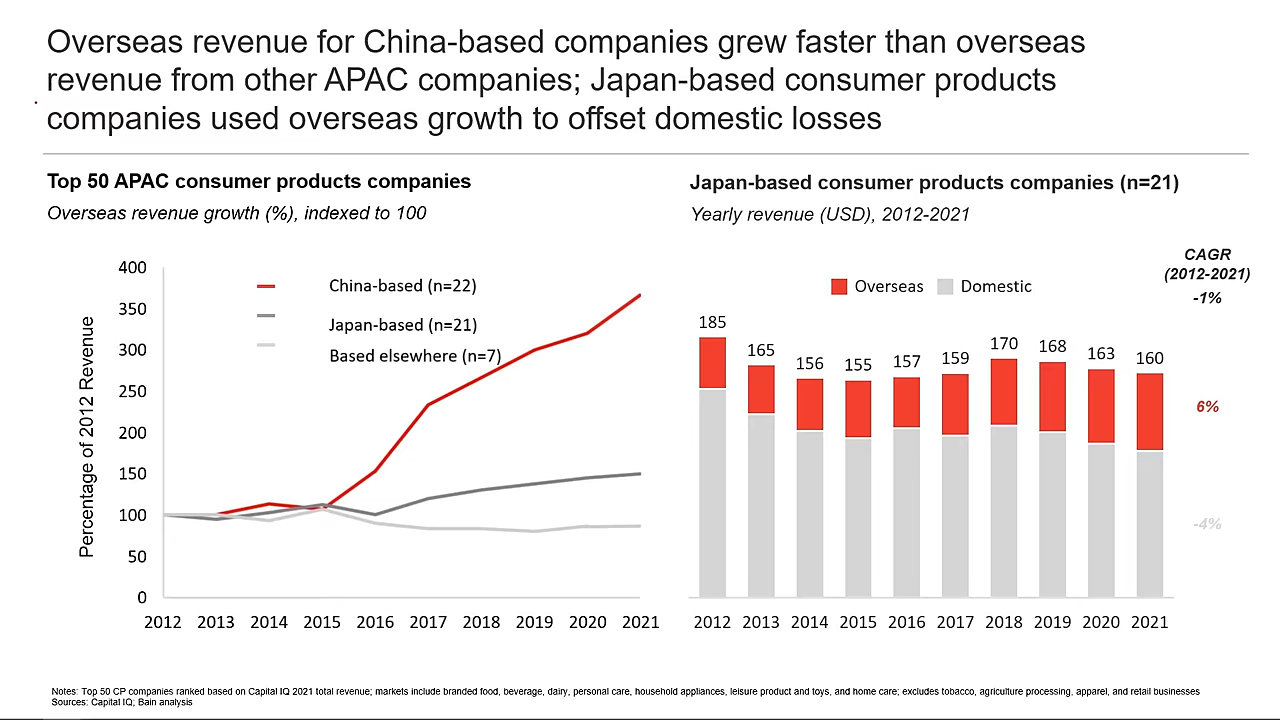 Overseas revenue for China-based companies grew faster than overseas
revenue from other APAC companies; Japan-based consumer products
companies used overseas growth to offset domestic losses
Top 50 APAC consumer products companies
Overseas revenue growth (%), indexed to 100
Percentage of 2012 Revenue
400
350
300
250
200
150
100
50
0
China-based (n=22)
Japan-based (n=21)
Based elsewhere (n=7)
2012 2013 2014 2015 2016 2017 2018 2019 2020 2021
Japan-based consumer products companies (n=21)
Yearly revenue (USD), 2012-2021
CAGR
(2012-2021)
-1%
Overseas Domestic
185 165 156 155 157 159 170 168 163 160
6%
-4%
2012 2013 2014 2015 2016 2017 2018 2019 2020 2021
Notes: Top 50 CP companies ranked based on Capital IQ 2021 total revenue; markets include branded food, beverage, dairy, personal care, household appliances, leisure product and toys, and home care; excludes tobacco, agriculture processing, apparel, and retail businesses
Sources: Capital IQ; Bain analysis